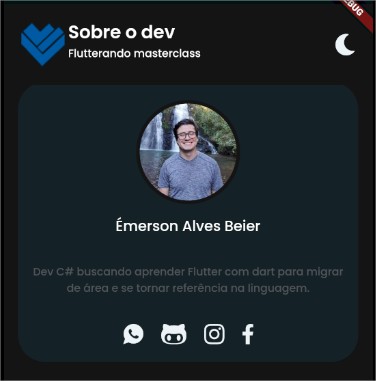 Sobre o dev
Flutterando masterclass
Émerson Alves Beier
Dev C# buscando aprender Flutter com dart para migrar
de área e se tornar referência na linguagem.